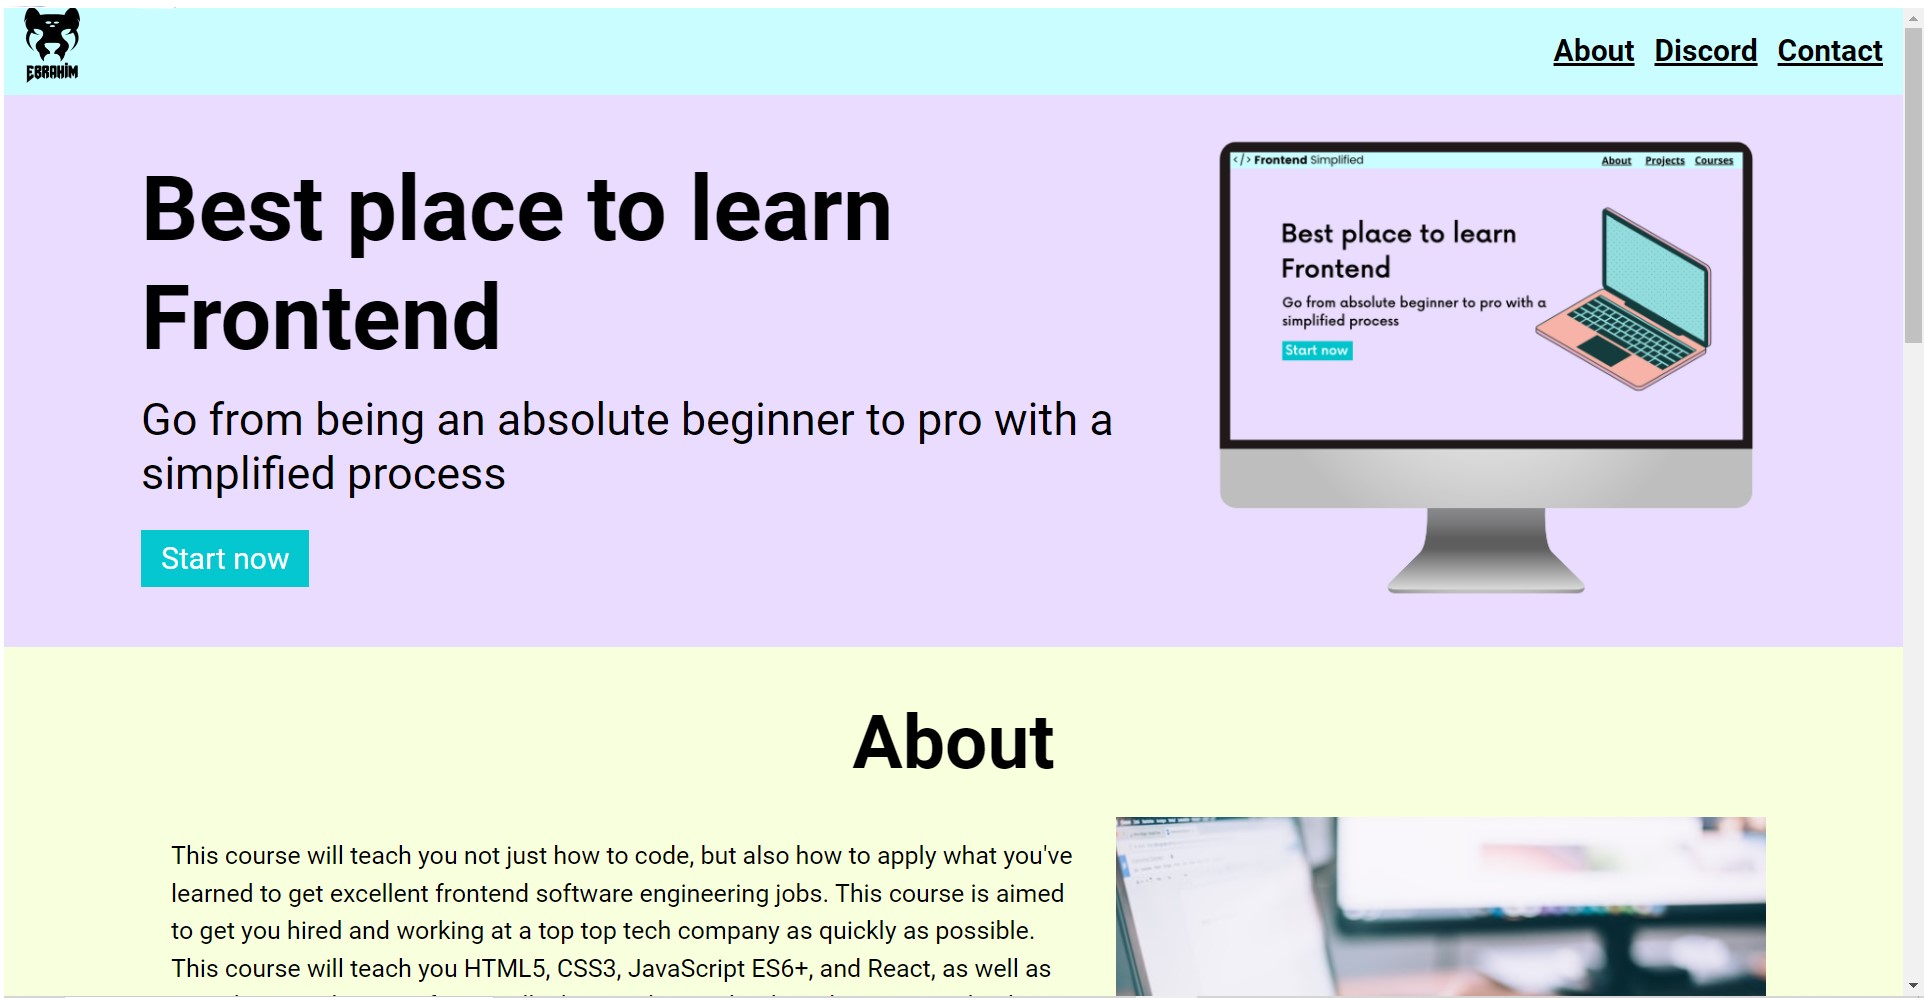 EBRAHIM
About Discord Contact
Best place to learn
Frontend
Go from being an absolute beginner to pro with a
simplified process
Start now
</> Frontend Simplified
About Projects Courses
Best place to learn
Frontend
Go from absolute beginner to pro with a
simplified process
Start now
About
This course will teach you not just how to code, but also how to apply what you've
learned to get excellent frontend software engineering jobs. This course is aimed
to get you hired and working at a top top tech company as quickly as possible.
This course will teach you HTML5, CSS3, JavaScript ES6+, and React, as well as